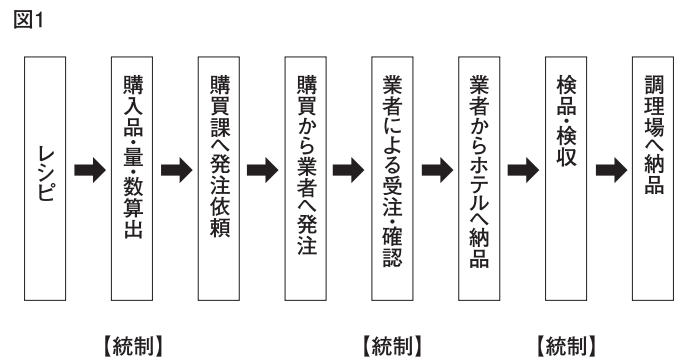 図1
レシピ
購入品・量・数算出
購買課へ発注依頼
購買から業者へ発注
業者による受注・確認
業者からホテルへ納品
検品・検収
調理場へ納品
【統制】
【統制】
【統制】